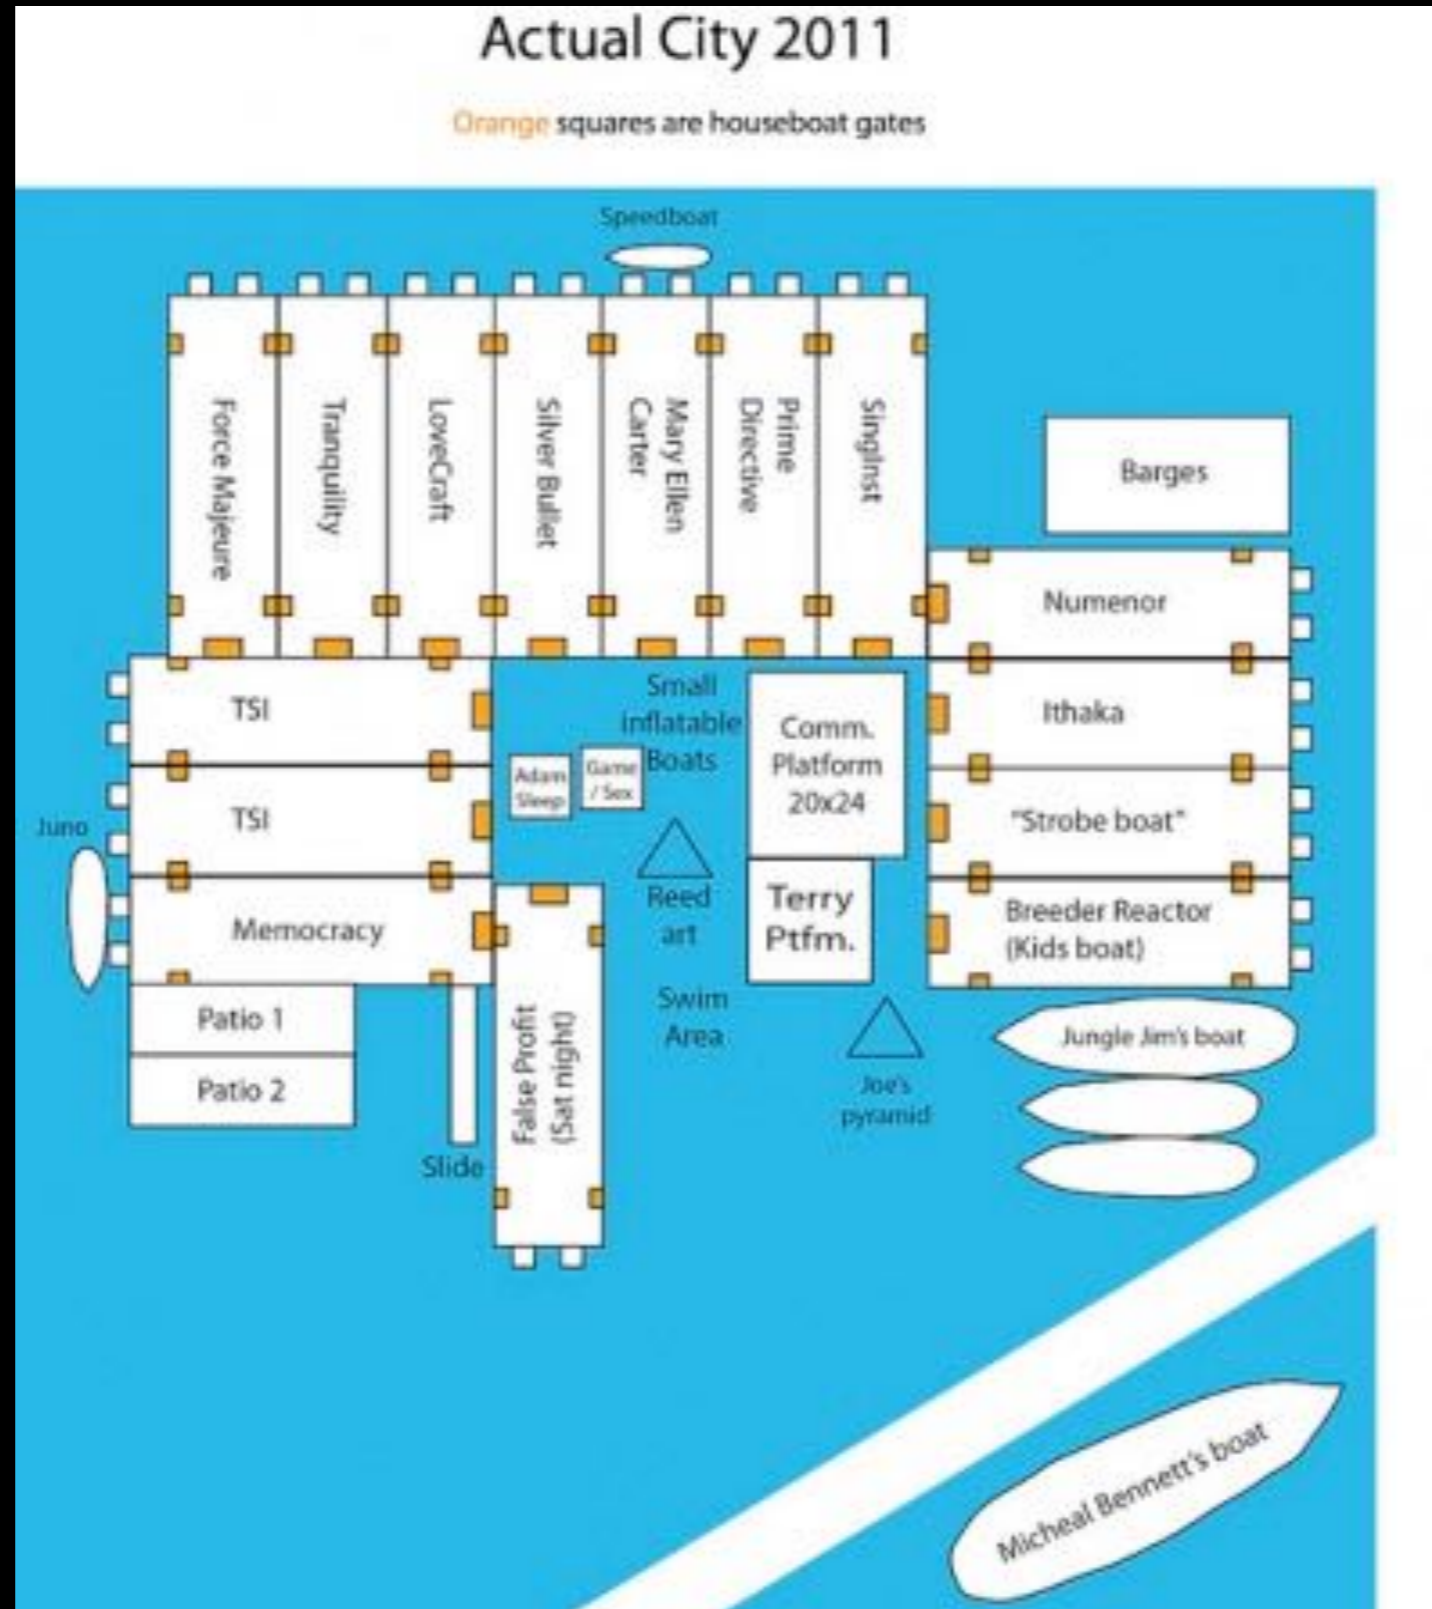 Actual City 2011
Orange squares are houseboat gates
Speedboat
Force Majeure
Tranquility
LoveCraft
Silver Bullet
Mary Ellen
Carter
Prime
Directive
SingInst
Barges
Numenor
Ithaka
"Strobe boat"
Breeder Reactor
(Kids boat)
TSI
TSI
Memocracy
Juno
Patio 1
Patio 2
Slide
False Profit
(Sat night)
Adam
Sleep
Game
/ Sex
Small
inflatable
Boats
Comm.
Platform
20x24
Terry
Ptfm.
Reed
art
Swim
Area
Joe's
pyramid
Jungle Jim's boat
Micheal Bennett's boat